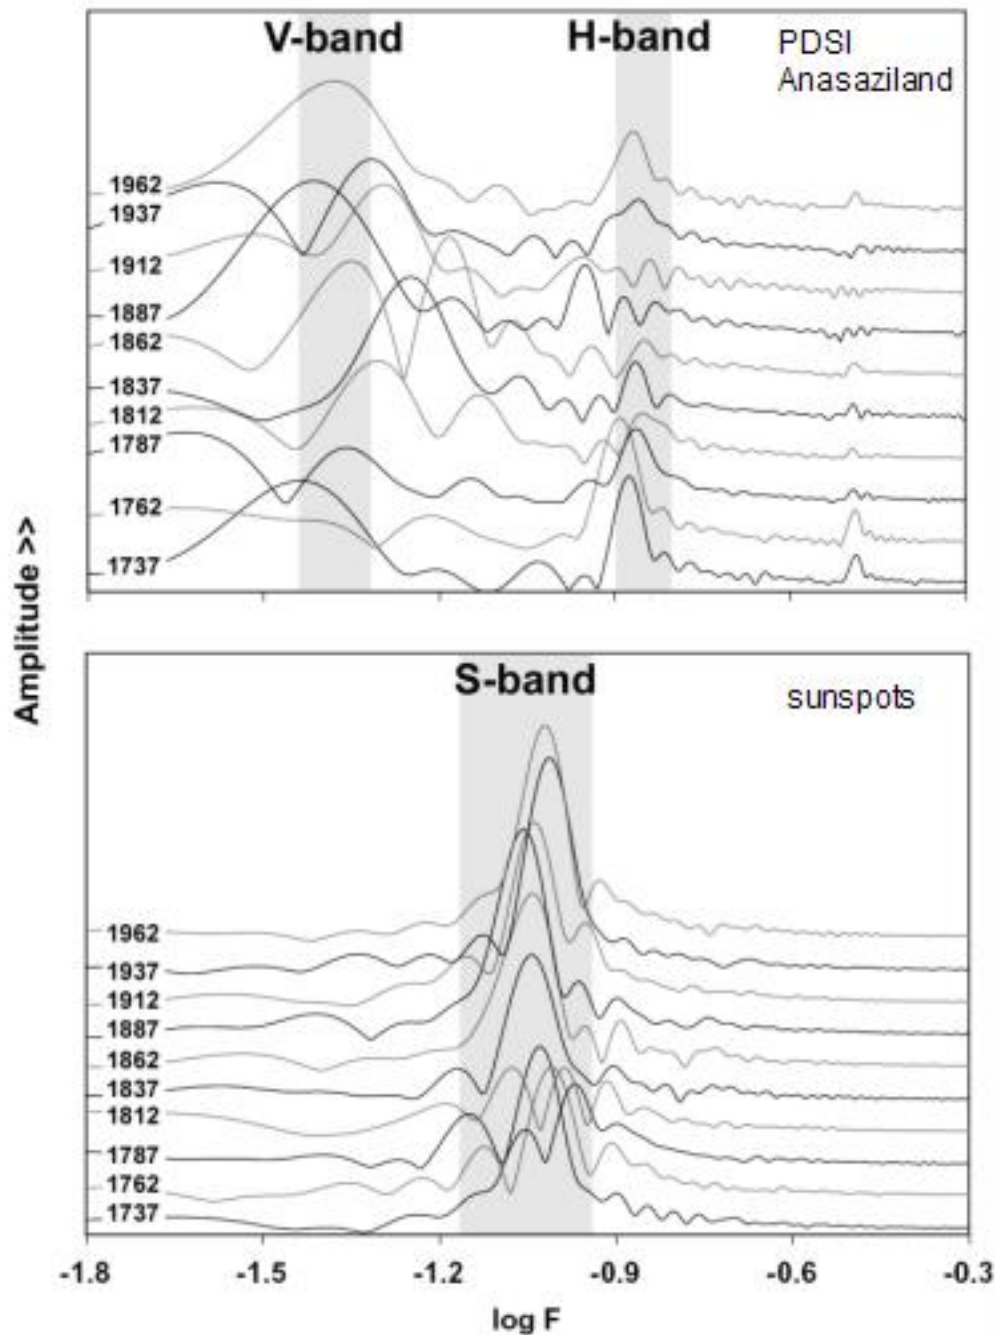 V-band
H-band
PDSI
Anasaziland
1962
1937
1912
1887
1862
1837
1812
1787
1762
1737
Amplitude >>
S-band
sunspots
1962
1937
1912
1887
1862
1837
1812
1787
1762
1737
-1.8 -1.5 -1.2 -0.9 -0.6 -0.3
log F